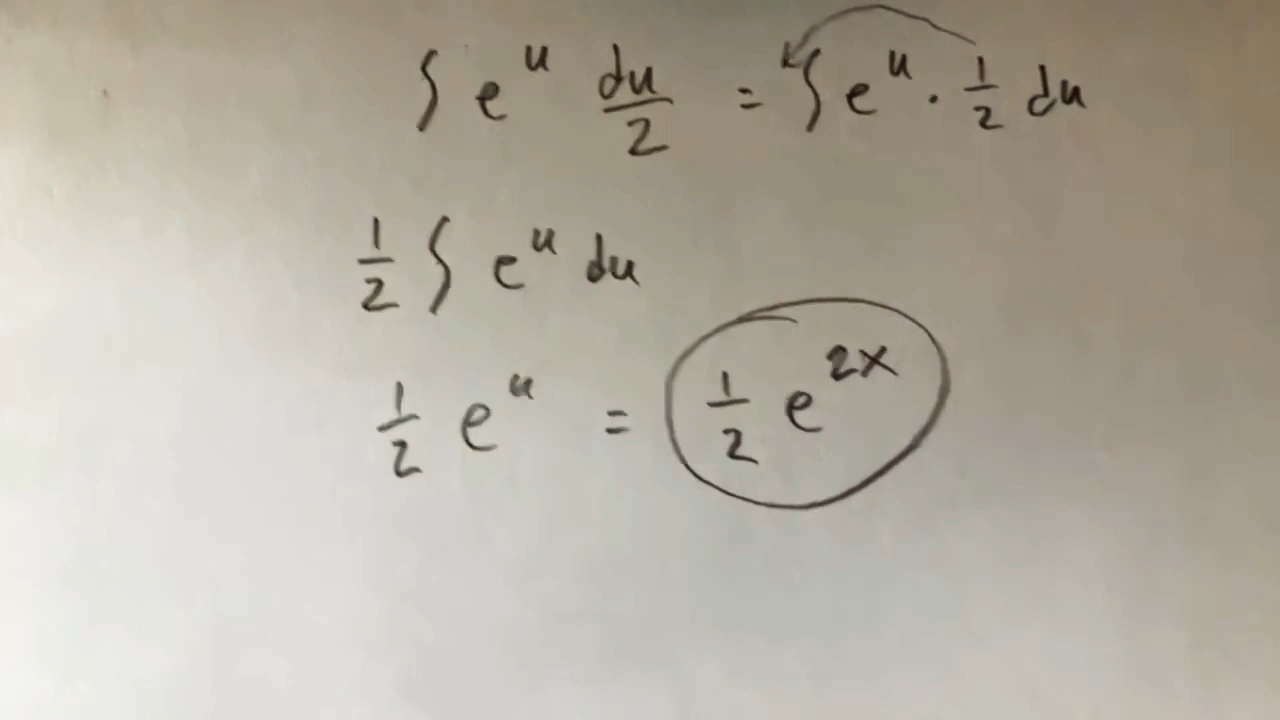 ∫ e^u du/2 = ∫ e^u · 1/2 du
1/2 ∫ e^u du
1/2 e^u = 1/2 e^2x